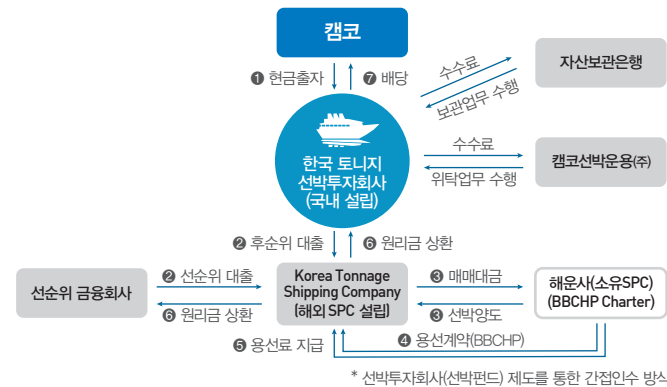 캠코
❶ 현금출자
❼ 배당
수수료
보관업무 수행
자산보관은행
한국 토니지
선박투자회사
(국내 설립)
수수료
위탁업무 수행
캠코선박운용㈜
❷ 후순위 대출
❻ 원리금 상환
선순위 금융회사
❷ 선순위 대출
❻ 원리금 상환
Korea Tonnage
Shipping Company
(해외 SPC 설립)
❸ 매매대금
❸ 선박양도
해운사(소유SPC)
(BBCHP Charter)
❺ 용선료 지급
❹ 용선계약(BBCHP)
* 선박투자회사(선박펀드) 제도를 통한 간접인수 방식